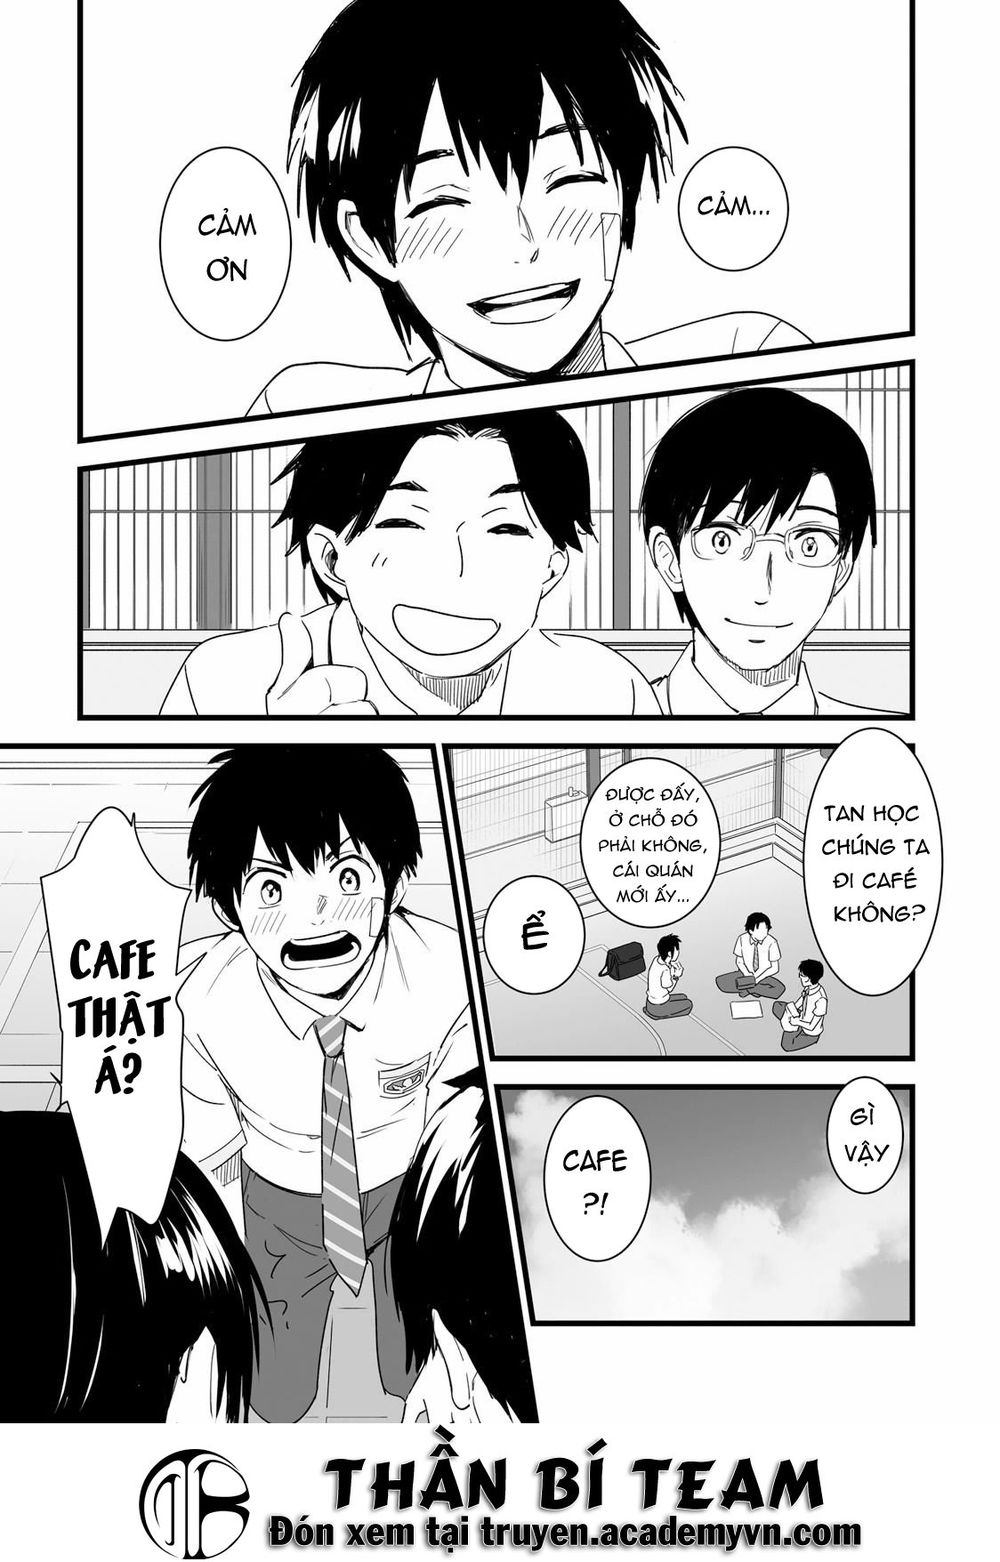 CẢM...
CẢM
ƠN
TAN HỌC
CHÚNG TA
ĐI CAFÉ
KHÔNG?
ĐƯỢC ĐẤY,
Ở CHỖ ĐÓ
PHẢI KHÔNG,
CÁI QUÁN
MỚI ẤY...
Ể
GÌ
VẬY
CAFE
?!
CAFE
THẬT
Á?
THẦN BÍ TEAM
Đón xem tại truyen.academyvn.com